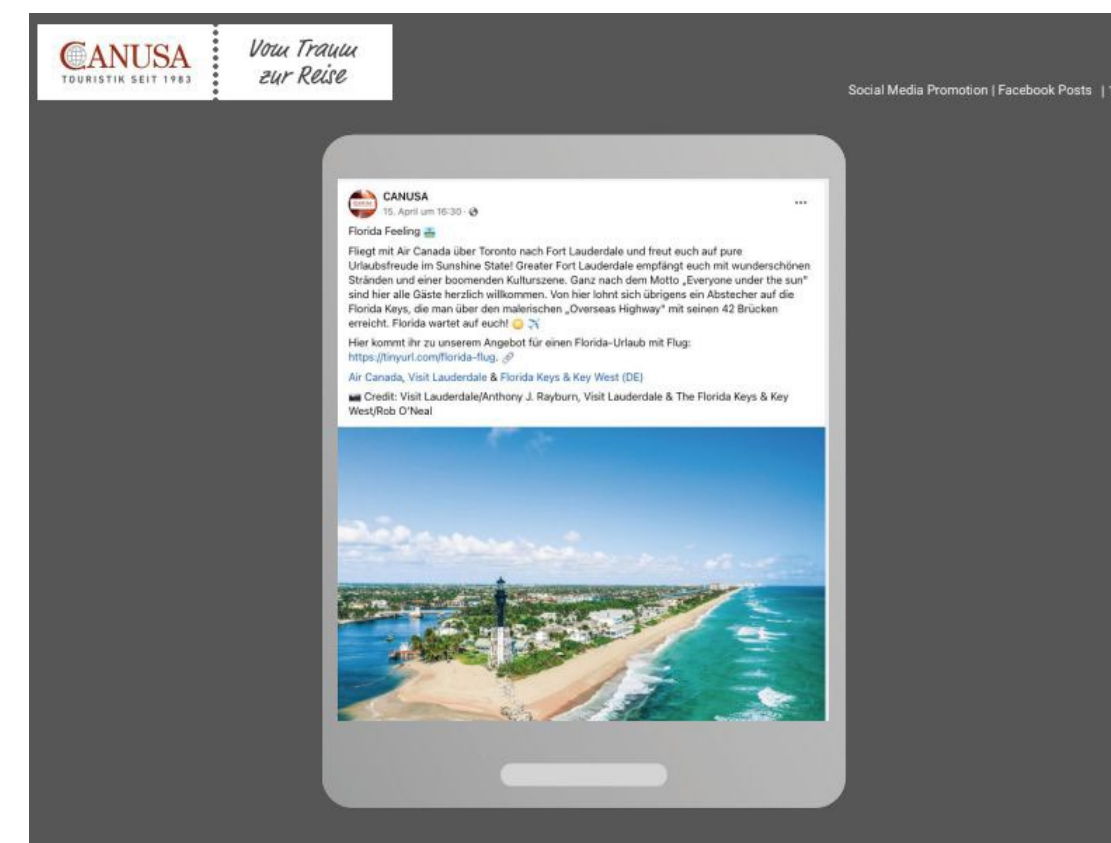 CANUSA
TOURISTIK SEIT 1983
Vom Traum
zur Reise
Social Media Promotion | Facebook Posts |
CANUSA
15. April um 16:30 ·
Florida Feeling 🏝️
Fliegt mit Air Canada über Toronto nach Fort Lauderdale und freut euch auf pure
Urlaubsfreude im Sunshine State! Greater Fort Lauderdale empfängt euch mit wunderschönen
Stränden und einer boomenden Kulturszene. Ganz nach dem Motto „Everyone under the sun"
sind hier alle Gäste herzlich willkommen. Von hier lohnt sich übrigens ein Abstecher auf die
Florida Keys, die man über den malerischen „Overseas Highway" mit seinen 42 Brücken
erreicht. Florida wartet auf euch! 🌞 ✈️
Hier kommt ihr zu unserem Angebot für einen Florida-Urlaub mit Flug:
https://tinyurl.com/florida-flug. 🔗
Air Canada, Visit Lauderdale & Florida Keys & Key West (DE)
📷 Credit: Visit Lauderdale/Anthony J. Rayburn, Visit Lauderdale & The Florida Keys & Key
West/Rob O'Neal